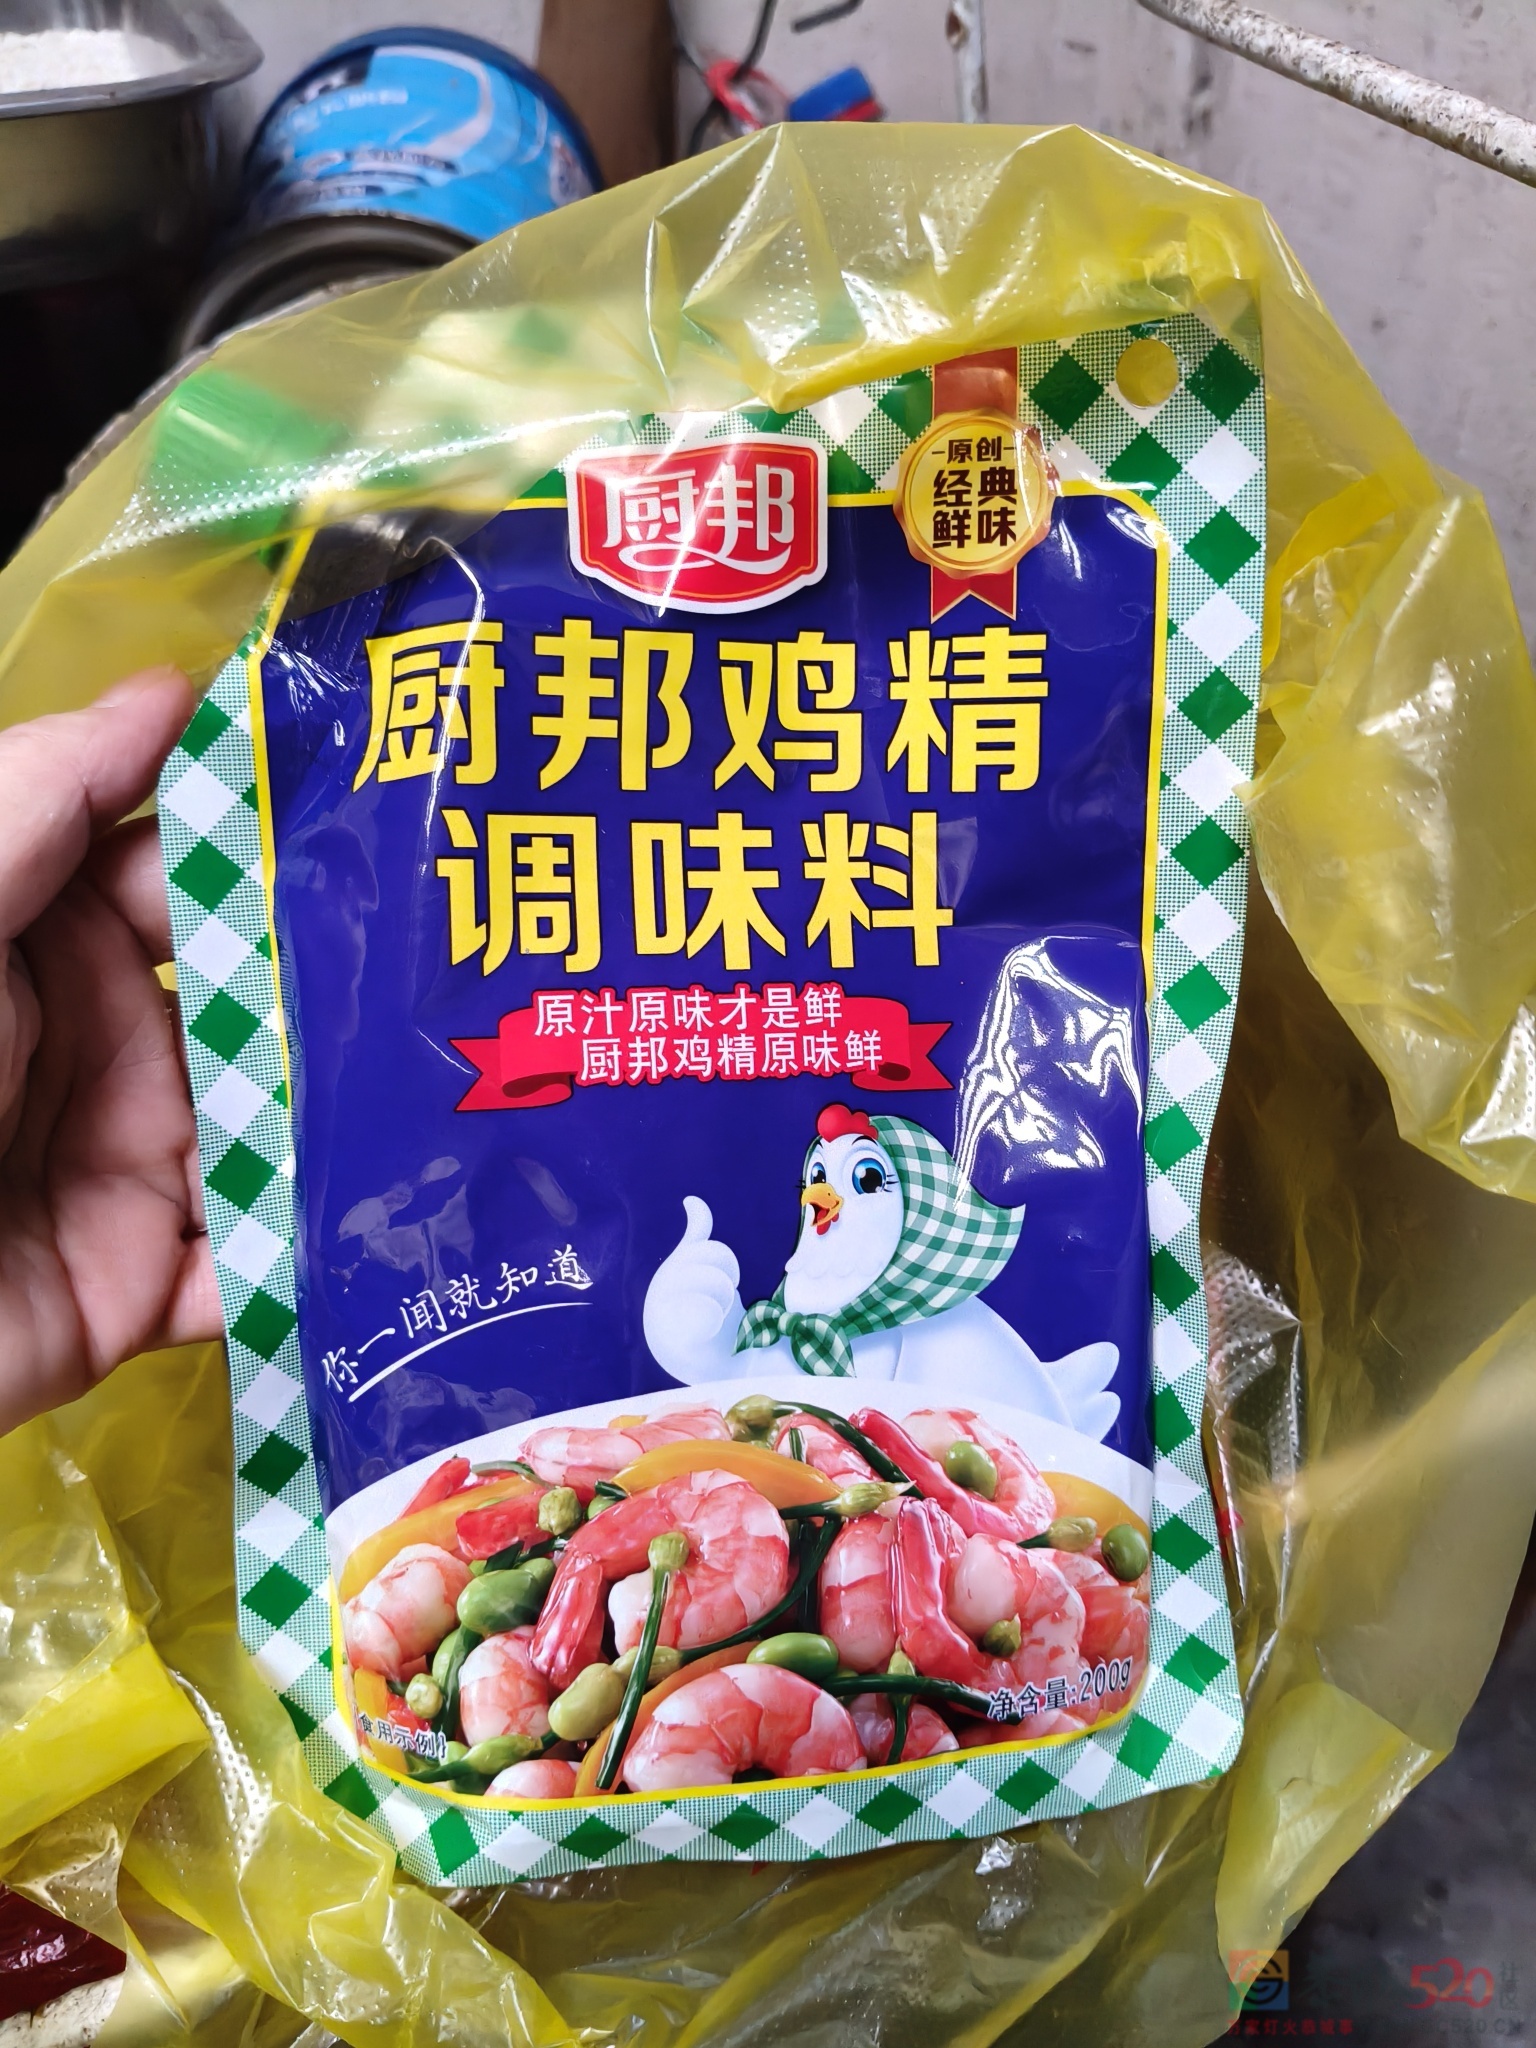 厨邦
原创
经典
鲜味
厨邦鸡精
调味料
原汁原味才是鲜
厨邦鸡精原味鲜
你一闻就知道
食用示例
净含量:200g
520